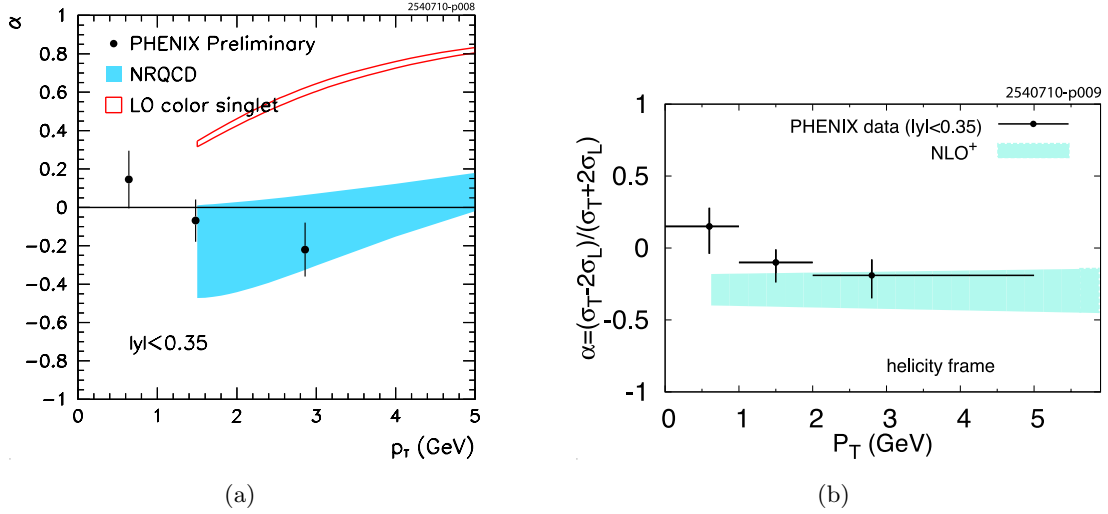 2540710-p008
α
1
0.8
0.6
0.4
0.2
0
−0.2
−0.4
−0.6
−0.8
−1
PHENIX Preliminary
NRQCD
LO color singlet
|y|<0.35
0 1 2 3 4 5
p_T (GeV)
(a)
2540710-p009
α=(σ_T-2σ_L)/(σ_T+2σ_L)
1
0.5
0
-0.5
-1
PHENIX data (|y|<0.35)
NLO⁺
helicity frame
0 1 2 3 4 5
P_T (GeV)
(b)